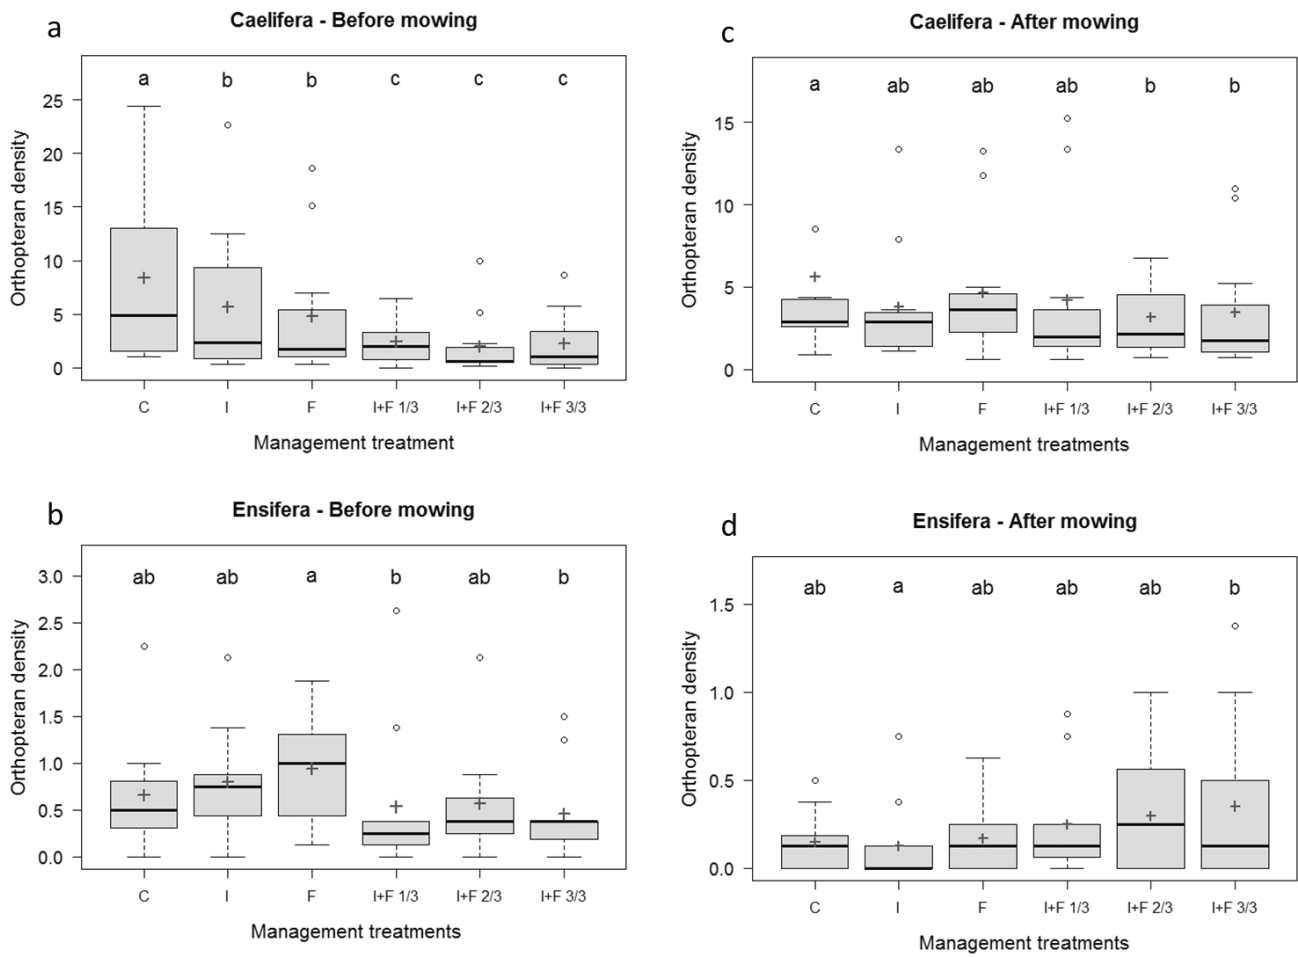 a
Caelifera - Before mowing
a b b c c c
Orthopteran density
25
20
15
10
5
0
C I F I+F 1/3 I+F 2/3 I+F 3/3
Management treatment
c
Caelifera - After mowing
a ab ab ab b b
Orthopteran density
15
10
5
0
C I F I+F 1/3 I+F 2/3 I+F 3/3
Management treatments
b
Ensifera - Before mowing
ab ab a b ab b
Orthopteran density
3.0
2.5
2.0
1.5
1.0
0.5
0.0
C I F I+F 1/3 I+F 2/3 I+F 3/3
Management treatments
d
Ensifera - After mowing
ab a ab ab ab b
Orthopteran density
1.5
1.0
0.5
0.0
C I F I+F 1/3 I+F 2/3 I+F 3/3
Management treatments